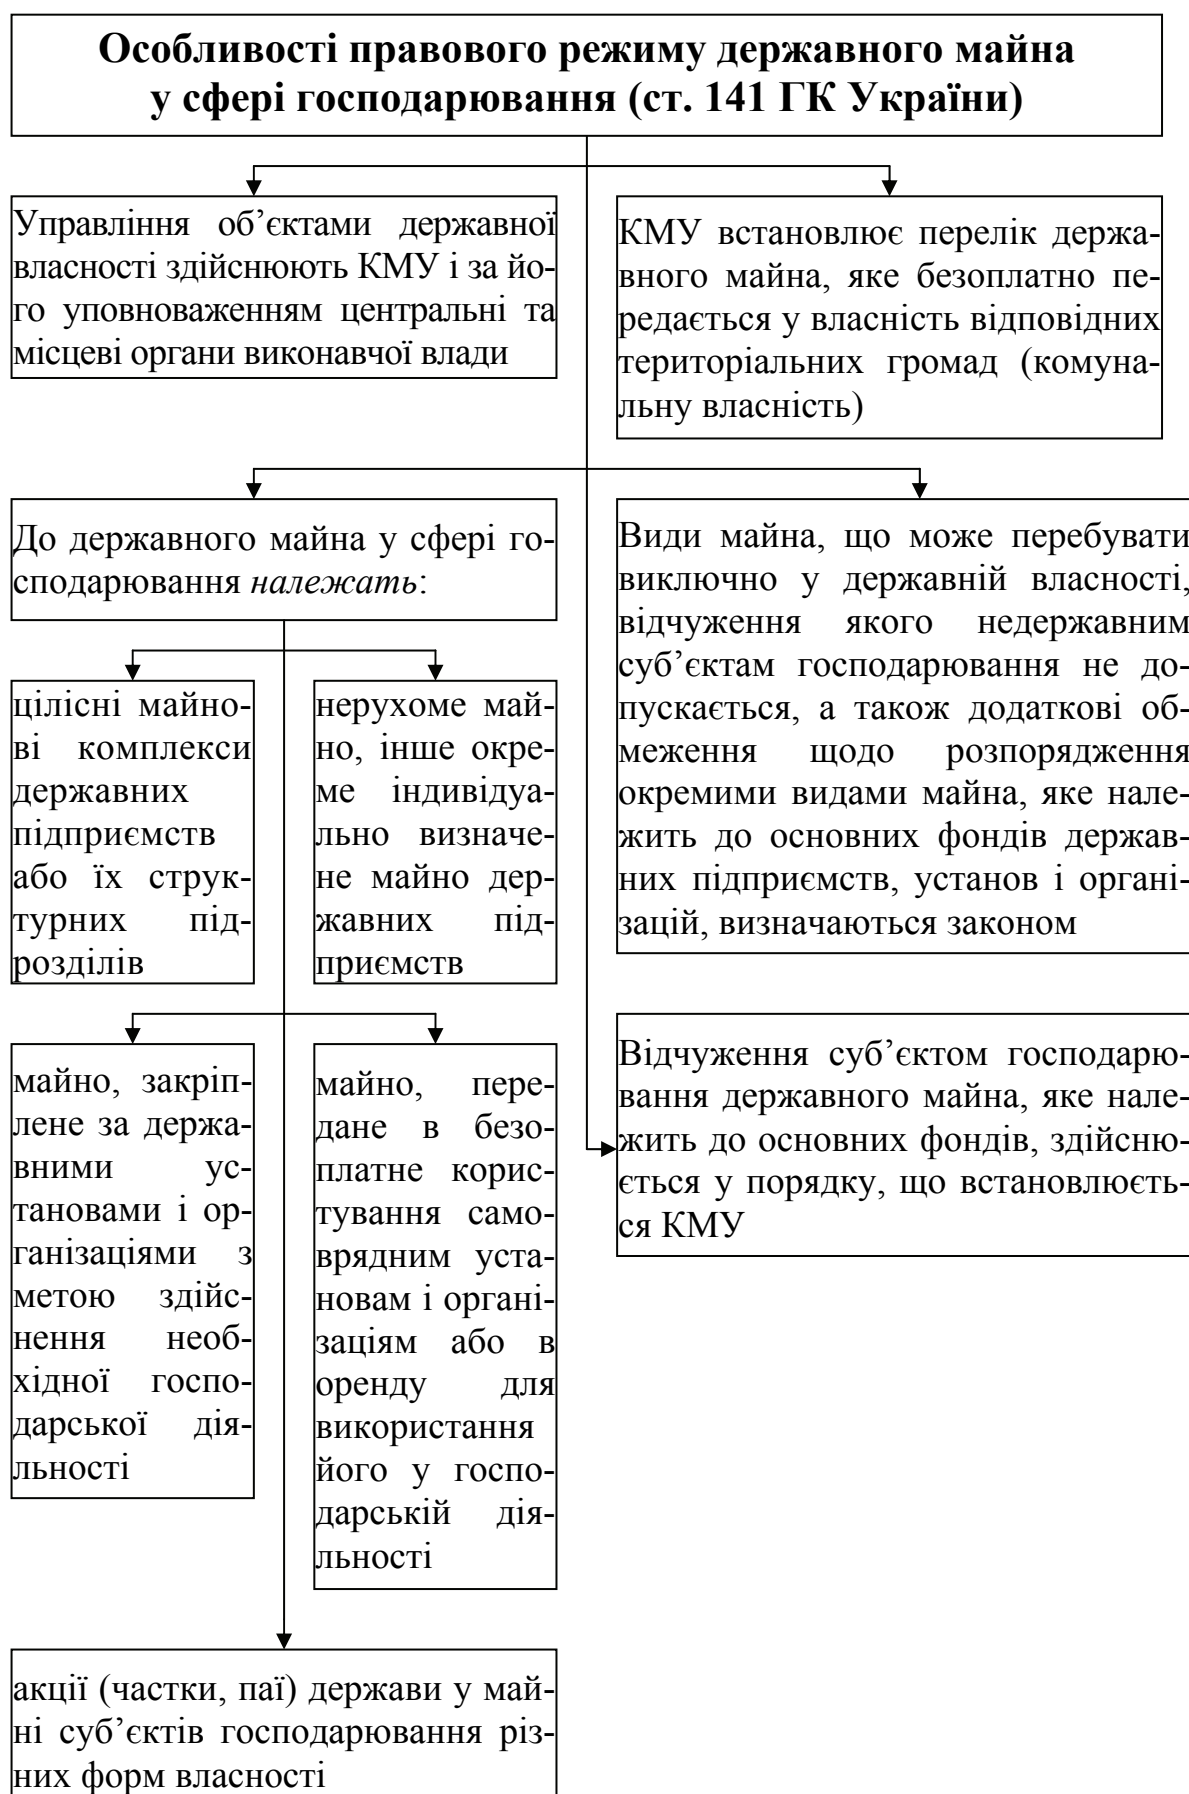 Особливості правового режиму державного майна
у сфері господарювання (ст. 141 ГК України)
Управління об’єктами державної
власності здійснюють КМУ і за йо-
го уповноваженням центральні та
місцеві органи виконавчої влади
КМУ встановлює перелік держа-
вного майна, яке безоплатно пе-
редається у власність відповідних
територіальних громад (комуна-
льну власність)
До державного майна у сфері го-
сподарювання належать:
Види майна, що може перебувати
виключно у державній власності,
відчуження якого недержавним
суб’єктам господарювання не до-
пускається, а також додаткові об-
меження щодо розпорядження
окремими видами майна, яке нале-
жить до основних фондів держав-
них підприємств, установ і органі-
зацій, визначаються законом
цілісні майно-
ві комплекси
державних
підприємств
або їх струк-
турних під-
розділів
нерухоме май-
но, інше окре-
ме індивідуа-
льно визначе-
не майно дер-
жавних під-
приємств
майно, закріп-
лене за держа-
вними ус-
тановами і ор-
ганізаціями з
метою здійс-
нення необ-
хідної госпо-
дарської дія-
льності
майно, пере-
дане в безо-
платне корис-
тування само-
врядним уста-
новам і органі-
заціям або в
оренду для
використання
його у госпо-
дарській дія-
льності
Відчуження суб’єктом господарю-
вання державного майна, яке нале-
жить до основних фондів, здійсню-
ється у порядку, що встановлюєть-
ся КМУ
акції (частки, паї) держави у май-
ні суб’єктів господарювання різ-
них форм власності